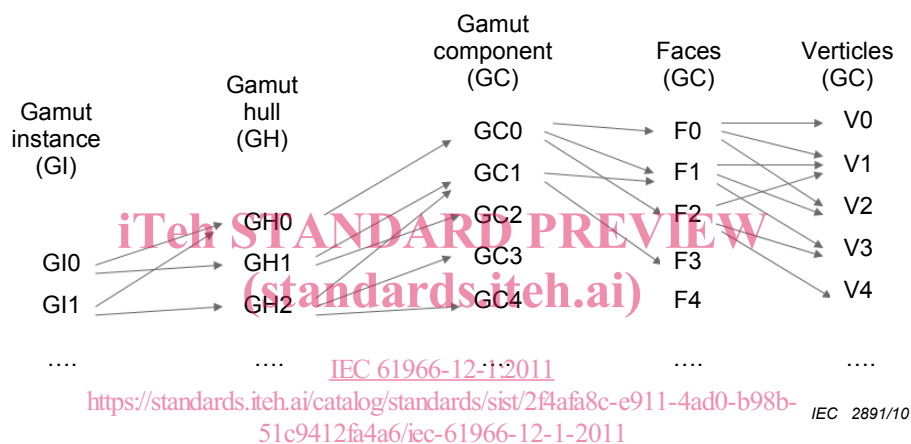 Gamut
instance
(GI)
Gamut
hull
(GH)
Gamut
component
(GC)
Faces
(GC)
Verticles
(GC)
GI0
GI1
….
GH0
GH1
GH2
….
GC0
GC1
GC2
GC3
GC4
….
F0
F1
F2
F3
F4
….
V0
V1
V2
V3
V4
….
iTeh STANDARD PREVIEW
(standards.iteh.ai)
IEC 61966-12-1:2011
https://standards.iteh.ai/catalog/standards/sist/2f4afa8c-e911-4ad0-b98b-
51c9412fa4a6/iec-61966-12-1-2011
IEC 2891/10